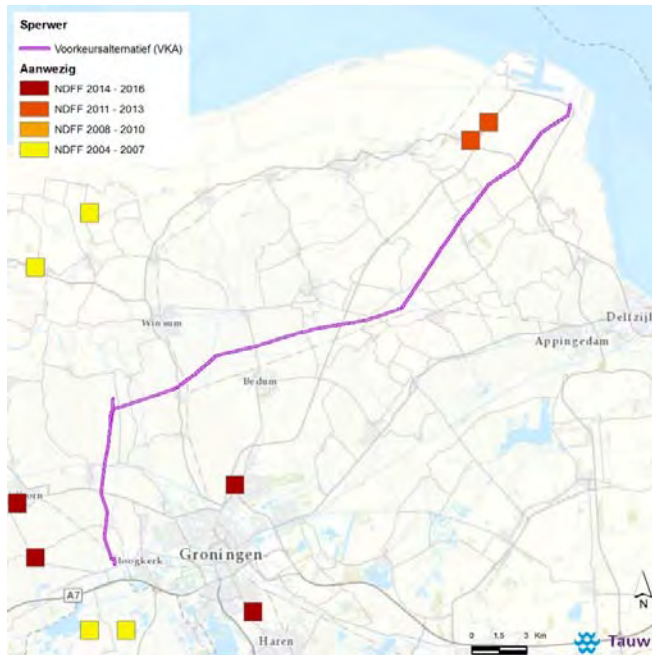 Sperwer
Voorkeursalternatief (VKA)
Aanwezig
NDFF 2014 - 2016
NDFF 2011 - 2013
NDFF 2008 - 2010
NDFF 2004 - 2007
Winsum
Delfzijl
Appingedam
Bedum
Groningen
Hoogkerk
A7
Haren
N
0 1.5 3 Km
Tauw